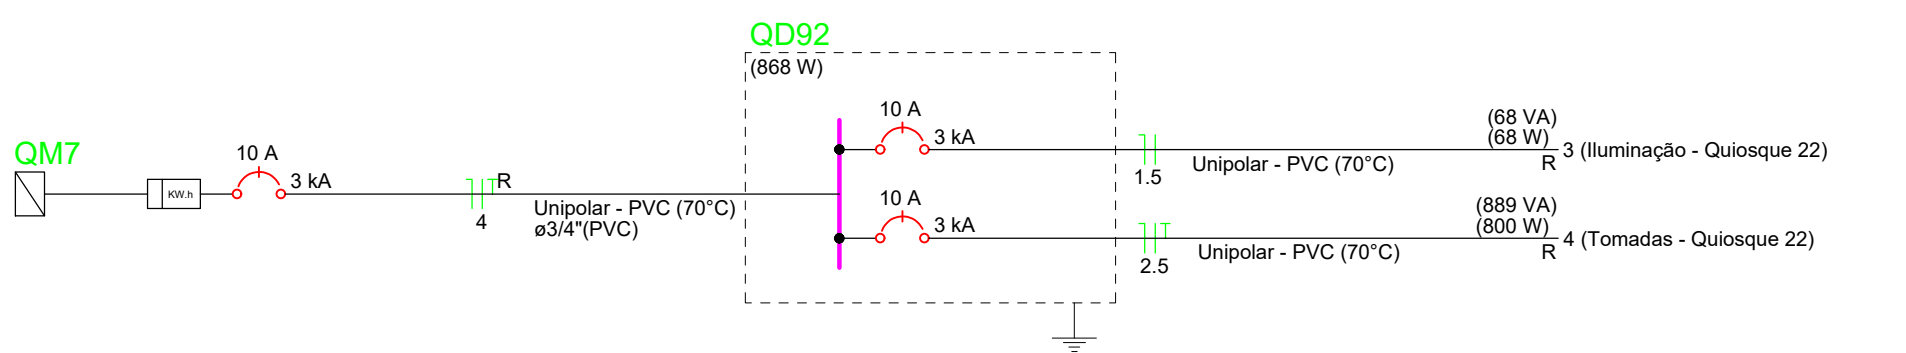 QM7
KW.h
10 A
3 kA
R
4
Unipolar - PVC (70°C)
ø3/4"(PVC)
QD92
(868 W)
10 A
3 kA
1.5
Unipolar - PVC (70°C)
(68 VA)
(68 W)
R
3 (Iluminação - Quiosque 22)
10 A
3 kA
2.5
Unipolar - PVC (70°C)
(889 VA)
(800 W)
R
4 (Tomadas - Quiosque 22)